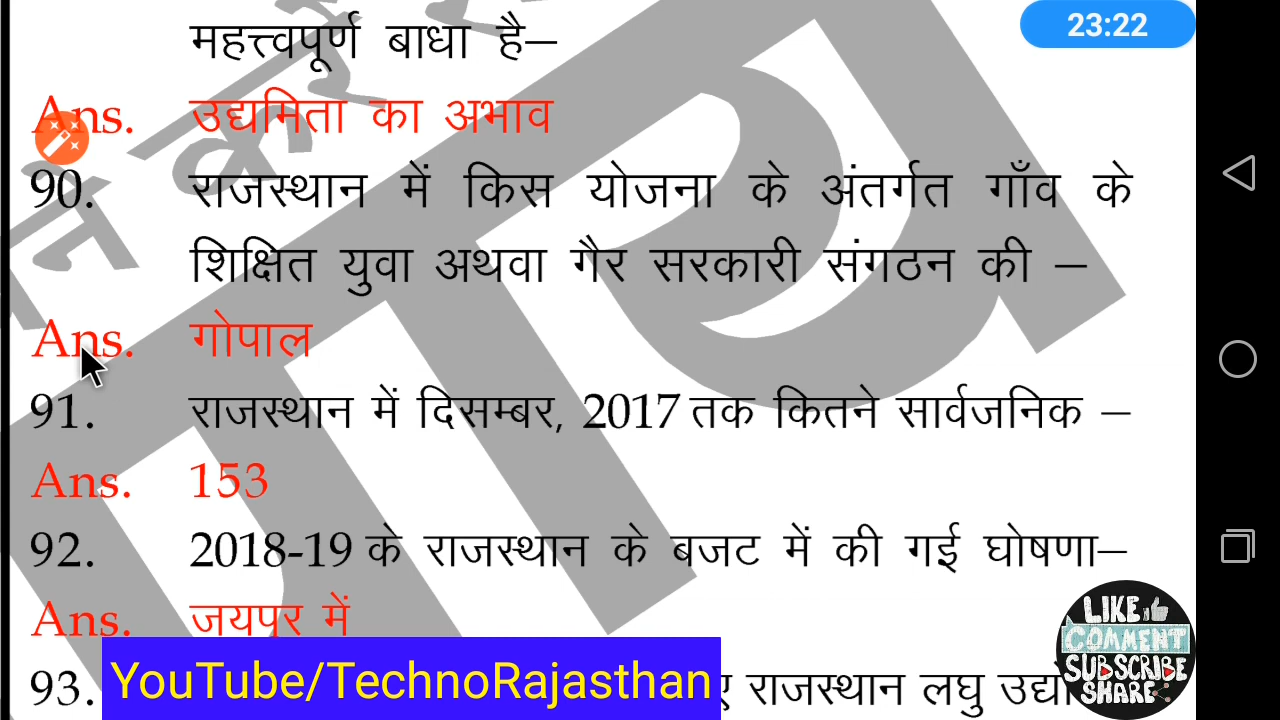 23:22
महत्त्वपूर्ण बाधा है–
Ans. उद्यमिता का अभाव
90. राजस्थान में किस योजना के अंतर्गत गाँव के
शिक्षित युवा अथवा गैर सरकारी संगठन की –
Ans. गोपाल
91. राजस्थान में दिसम्बर, 2017 तक कितने सार्वजनिक –
Ans. 153
92. 2018-19 के राजस्थान के बजट में की गई घोषणा–
Ans. जयपुर में
93. राजस्थान लघु
YouTube/TechnoRajasthan
LIKE
COMMENT
SUBSCRIBE
SHARE